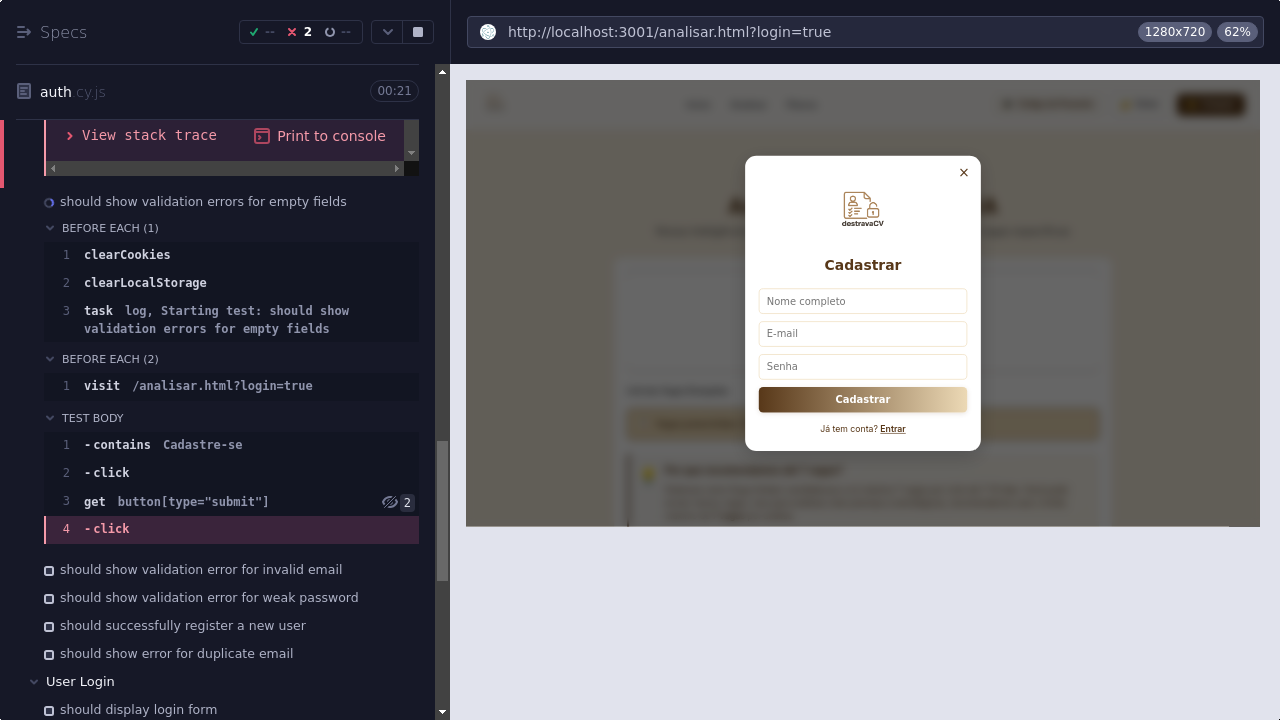 Specs
--
2
--
auth cy.js
00:21
View stack trace
Print to console
should show validation errors for empty fields
BEFORE EACH (1)
1 clearCookies
2 clearLocalStorage
3 task log, Starting test: should show
validation errors for empty fields
BEFORE EACH (2)
1 visit /analisar.html?login=true
TEST BODY
1 -contains Cadastre-se
2 -click
3 get button[type="submit"] 2
4 -click
should show validation error for invalid email
should show validation error for weak password
should successfully register a new user
should show error for duplicate email
User Login
should display login form
http://localhost:3001/analisar.html?login=true
1280x720
62%
×
destravaCV
Cadastrar
Nome completo
E-mail
Senha
Cadastrar
Já tem conta? Entrar